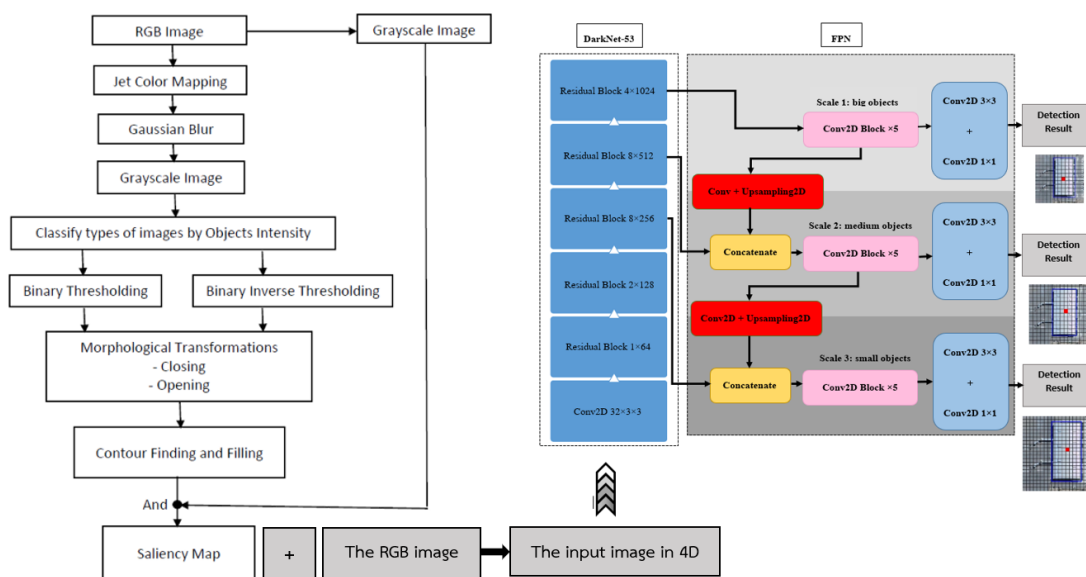 RGB Image
Grayscale Image
Jet Color Mapping
Gaussian Blur
Grayscale Image
Classify types of images by Objects Intensity
Binary Thresholding
Binary Inverse Thresholding
Morphological Transformations
- Closing
- Opening
Contour Finding and Filling
And
Saliency Map
+
The RGB image
The input image in 4D
DarkNet-53
Residual Block 4×1024
Residual Block 8×512
Residual Block 8×256
Residual Block 2×128
Residual Block 1×64
Conv2D 32×3×3
FPN
Scale 1: big objects
Conv2D Block ×5
Conv2D 3×3
+
Conv2D 1×1
Detection
Result
Conv + Upsampling2D
Scale 2: medium objects
Concatenate
Conv2D Block ×5
Conv2D 3×3
+
Conv2D 1×1
Detection
Result
Conv2D + Upsampling2D
Scale 3: small objects
Concatenate
Conv2D Block ×5
Conv2D 3×3
+
Conv2D 1×1
Detection
Result